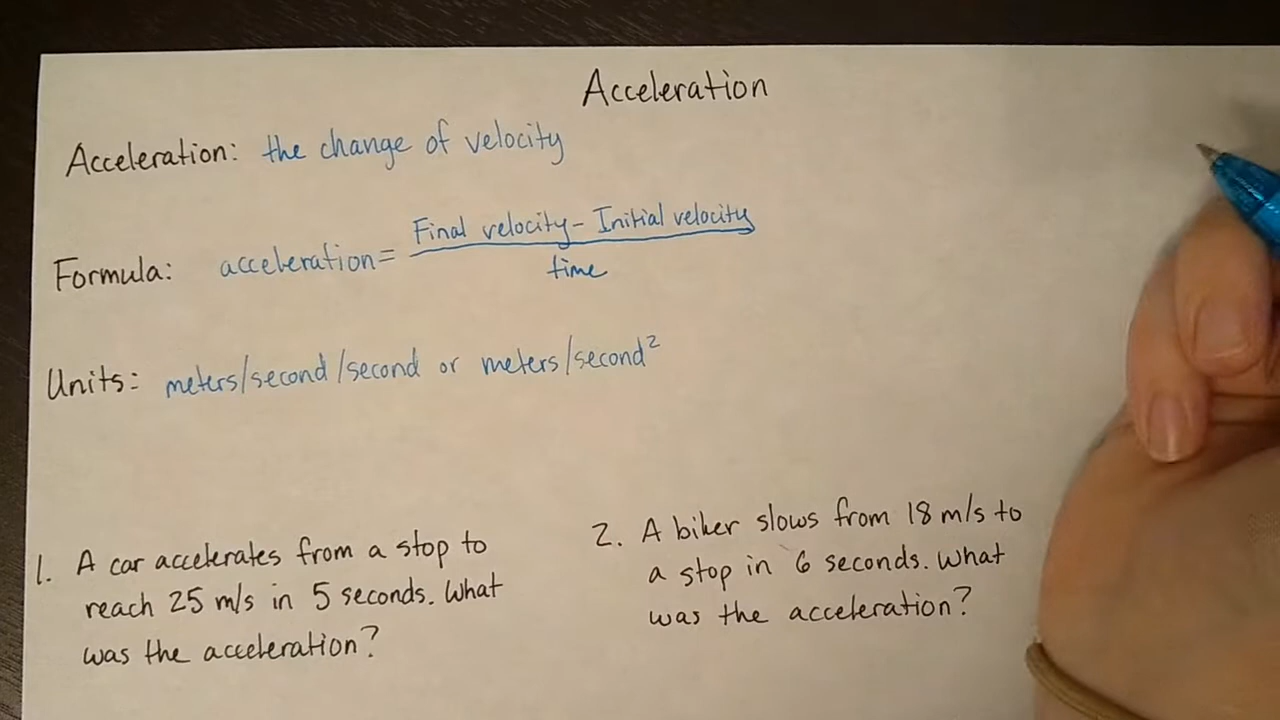 Acceleration
Acceleration: the change of velocity
Formula: acceleration = Final velocity - Initial velocity
time
Units: meters/second/second or meters/second²
1. A car accelerates from a stop to
reach 25 m/s in 5 seconds. What
was the acceleration?
2. A biker slows from 18 m/s to
a stop in 6 seconds. What
was the acceleration?